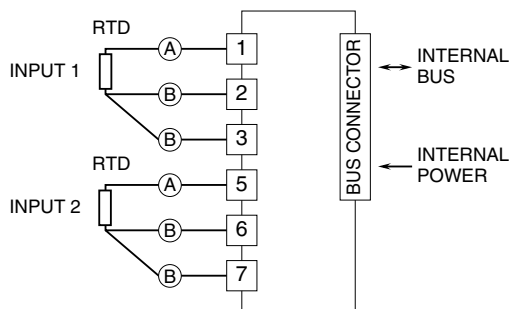 RTD
INPUT 1
A
B
B
1
2
3
RTD
INPUT 2
A
B
B
5
6
7
BUS CONNECTOR
INTERNAL
BUS
INTERNAL
POWER